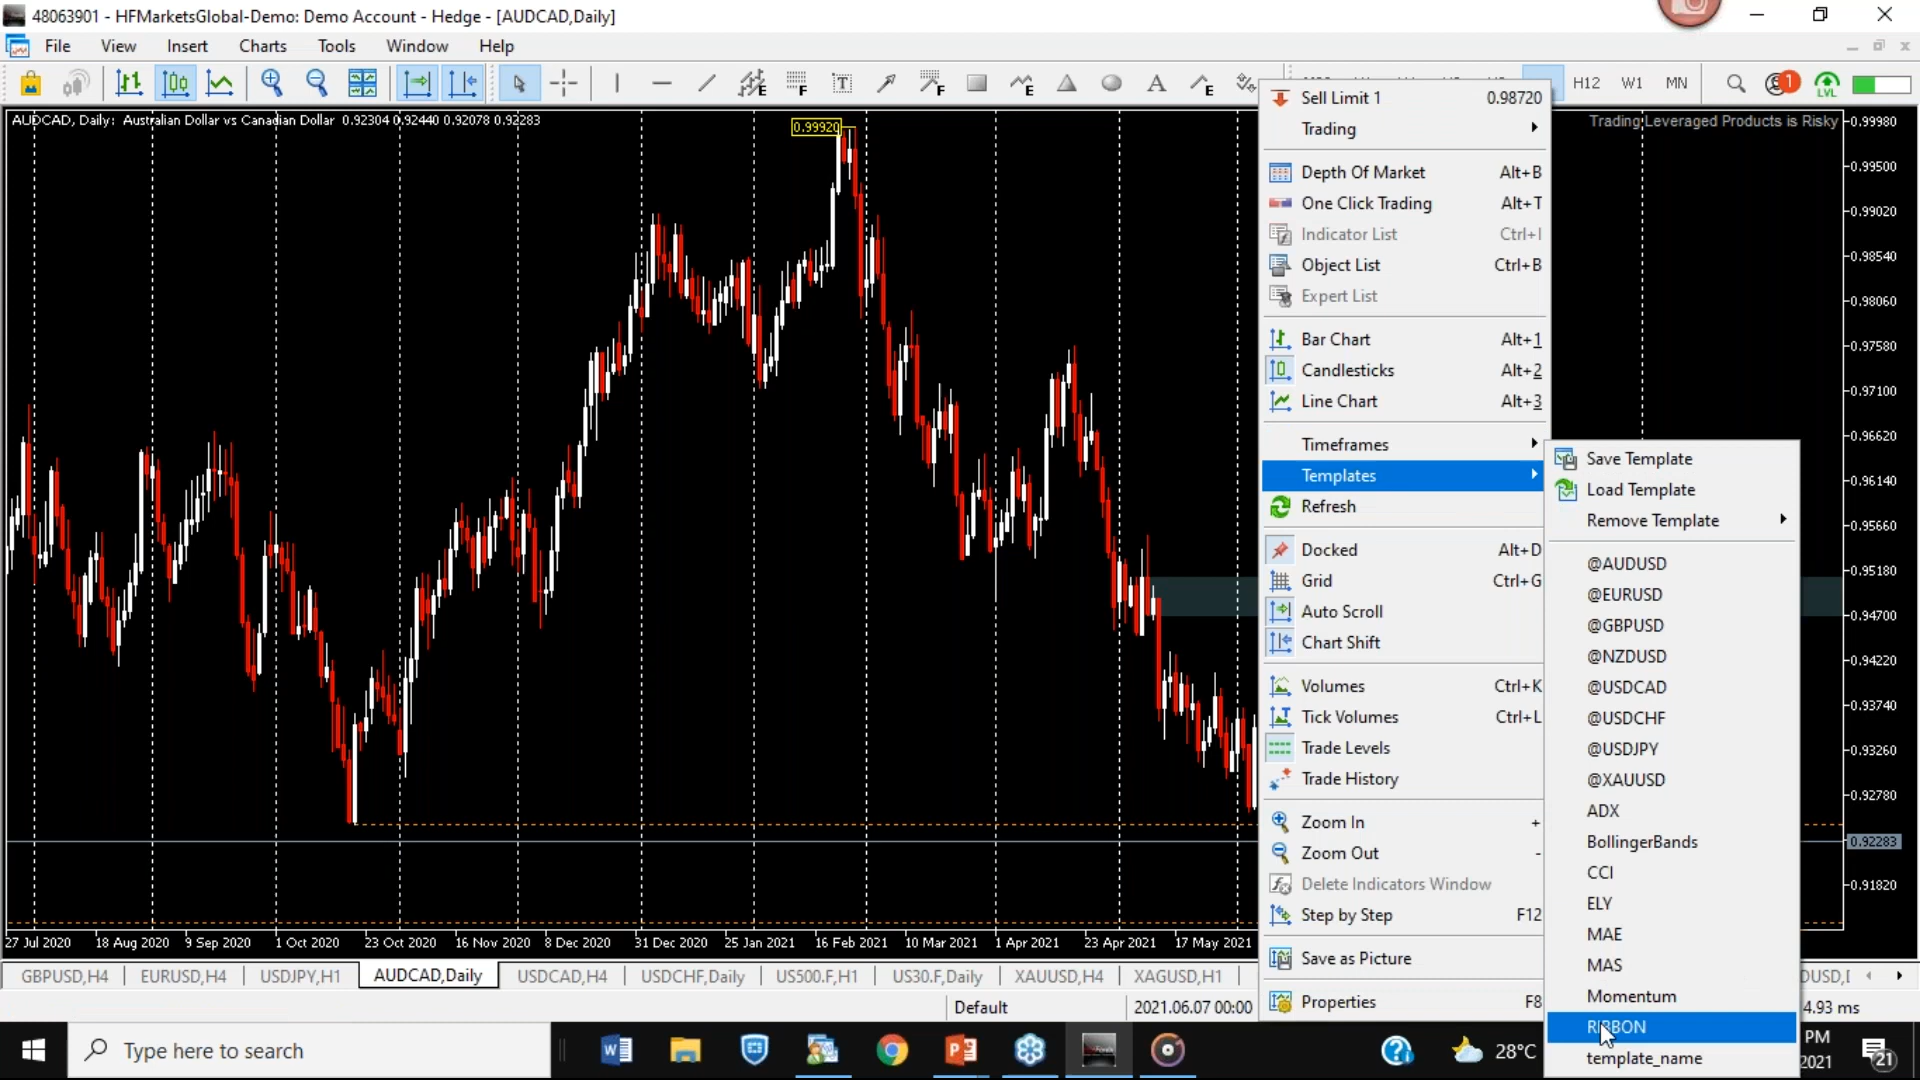 48063901 - HFMarketsGlobal-Demo: Demo Account - Hedge - [AUDCAD,Daily]
File View Insert Charts Tools Window Help
H12 W1 MN 1 LVL
AUDCAD, Daily: Australian Dollar vs Canadian Dollar 0.92304 0.92440 0.92078 0.92283
0.99920
Trading Leveraged Products is Risky
0.99980
0.99500
0.99020
0.98540
0.98060
0.97580
0.97100
0.96620
0.96140
0.95660
0.95180
0.94700
0.94220
0.93740
0.93260
0.92780
0.92283
0.91820
Sell Limit 1 0.98720
Trading
Depth Of Market Alt+B
One Click Trading Alt+T
Indicator List Ctrl+I
Object List Ctrl+B
Expert List
Bar Chart Alt+1
Candlesticks Alt+2
Line Chart Alt+3
Timeframes
Templates
Refresh
Docked Alt+D
Grid Ctrl+G
Auto Scroll
Chart Shift
Volumes Ctrl+K
Tick Volumes Ctrl+L
Trade Levels
Trade History
Zoom In +
Zoom Out -
Delete Indicators Window
Step by Step F12
Save as Picture
Properties F8
Save Template
Load Template
Remove Template
@AUDUSD
@EURUSD
@GBPUSD
@NZDUSD
@USDCAD
@USDCHF
@USDJPY
@XAUUSD
ADX
BollingerBands
CCI
ELY
MAE
MAS
Momentum
RIBBON
template_name
27 Jul 2020 18 Aug 2020 9 Sep 2020 1 Oct 2020 23 Oct 2020 16 Nov 2020 8 Dec 2020 31 Dec 2020 25 Jan 2021 16 Feb 2021 10 Mar 2021 1 Apr 2021 23 Apr 2021 17 May 2021
GBPUSD,H4 EURUSD,H4 USDJPY,H1 AUDCAD,Daily USDCAD,H4 USDCHF,Daily US500.F,H1 US30.F,Daily XAUUSD,H4 XAGUSD,H1
Default 2021.06.07 00:00 4.93 ms
Type here to search
28°C
PM
2021
21